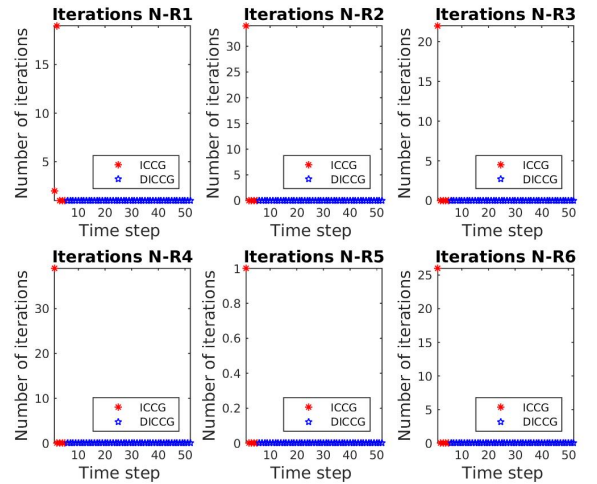 Iterations N-R1
Number of iterations
15
10
5
ICCG
DICCG
10 20 30 40 50
Time step
Iterations N-R2
Number of iterations
30
25
20
15
10
5
0
ICCG
DICCG
10 20 30 40 50
Time step
Iterations N-R3
Number of iterations
20
15
10
5
0
ICCG
DICCG
10 20 30 40 50
Time step
Iterations N-R4
Number of iterations
30
20
10
0
ICCG
DICCG
10 20 30 40 50
Time step
Iterations N-R5
Number of iterations
1
0.8
0.6
0.4
0.2
0
ICCG
DICCG
10 20 30 40 50
Time step
Iterations N-R6
Number of iterations
25
20
15
10
5
0
ICCG
DICCG
10 20 30 40 50
Time step